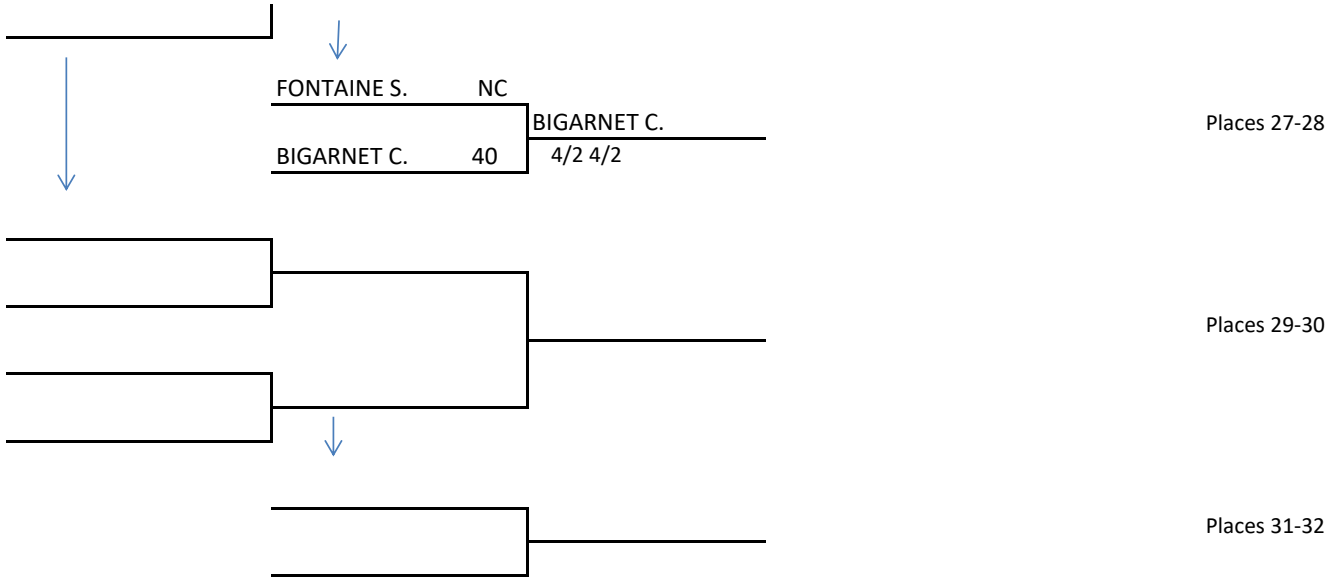 FONTAINE S. NC
BIGARNET C.
Places 27-28
BIGARNET C. 40 4/2 4/2
Places 29-30
Places 31-32